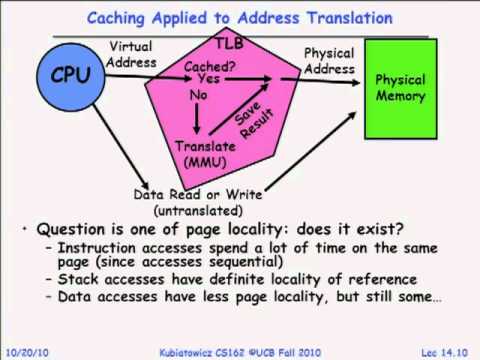 Caching Applied to Address Translation
Virtual
Address
TLB
Physical
Address
CPU
Cached?
Yes
No
Save
Result
Physical
Memory
Translate
(MMU)
Data Read or Write
(untranslated)
• Question is one of page locality: does it exist?
– Instruction accesses spend a lot of time on the same
page (since accesses sequential)
– Stack accesses have definite locality of reference
– Data accesses have less page locality, but still some…
10/20/10 Kubiatowicz CS162 ©UCB Fall 2010 Lec 14.10